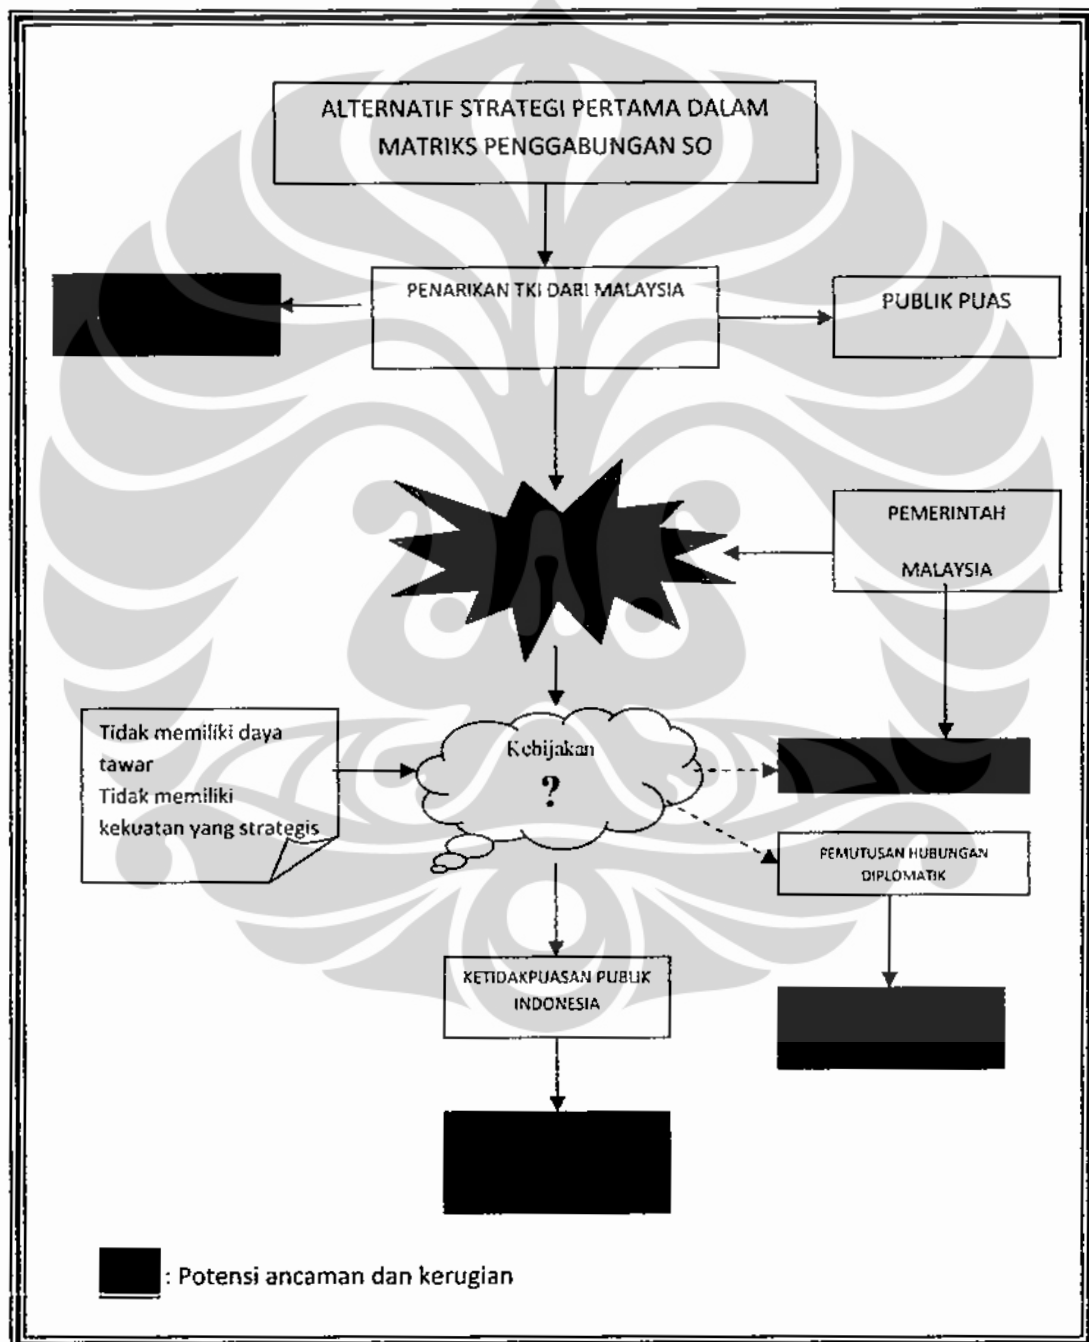 ALTERNATIF STRATEGI PERTAMA DALAM
MATRIKS PENGGABUNGAN SO
PENARIKAN TKI DARI MALAYSIA
PUBLIK PUAS
PEMERINTAH
MALAYSIA
Tidak memiliki daya
tawar
Tidak memiliki
kekuatan yang strategis
Kebijakan
?
PEMUTUSAN HUBUNGAN
DIPLOMATIK
KETIDAKPUASAN PUBLIK
INDONESIA
: Potensi ancaman dan kerugian